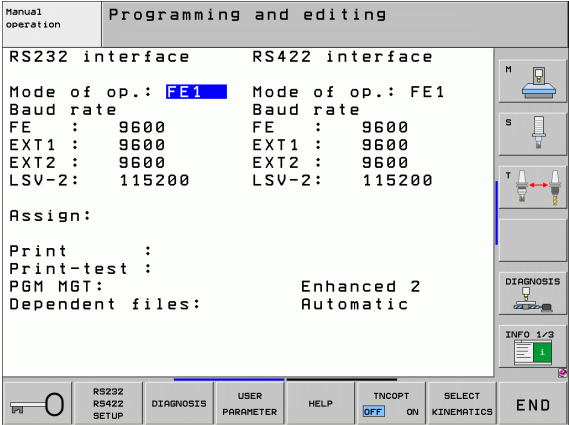 Manual operation
Programming and editing
RS232 interface RS422 interface
Mode of op.: FE1 Mode of op.: FE1
Baud rate Baud rate
FE : 9600 FE : 9600
EXT1 : 9600 EXT1 : 9600
EXT2 : 9600 EXT2 : 9600
LSV-2: 115200 LSV-2: 115200
Assign:
Print :
Print-test :
PGM MGT: Enhanced 2
Dependent files: Automatic
M
S
T
DIAGNOSIS
INFO 1/3
i
RS232
RS422
SETUP
DIAGNOSIS
USER
PARAMETER
HELP
TNCOPT
OFF ON
SELECT
KINEMATICS
END